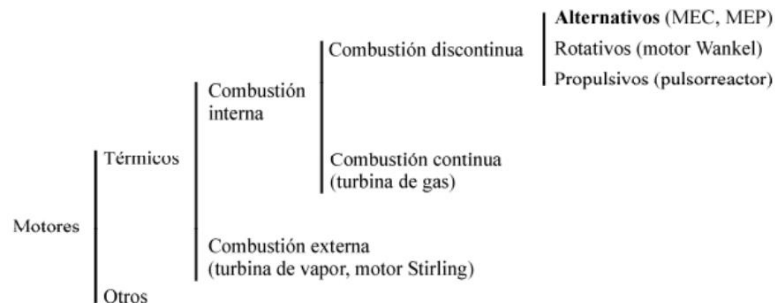 Alternativos (MEC, MEP)
Combustión discontinua
Rotativos (motor Wankel)
Propulsivos (pulsorreactor)
Combustión
interna
Térmicos
Combustión continua
(turbina de gas)
Motores
Combustión externa
(turbina de vapor, motor Stirling)
Otros